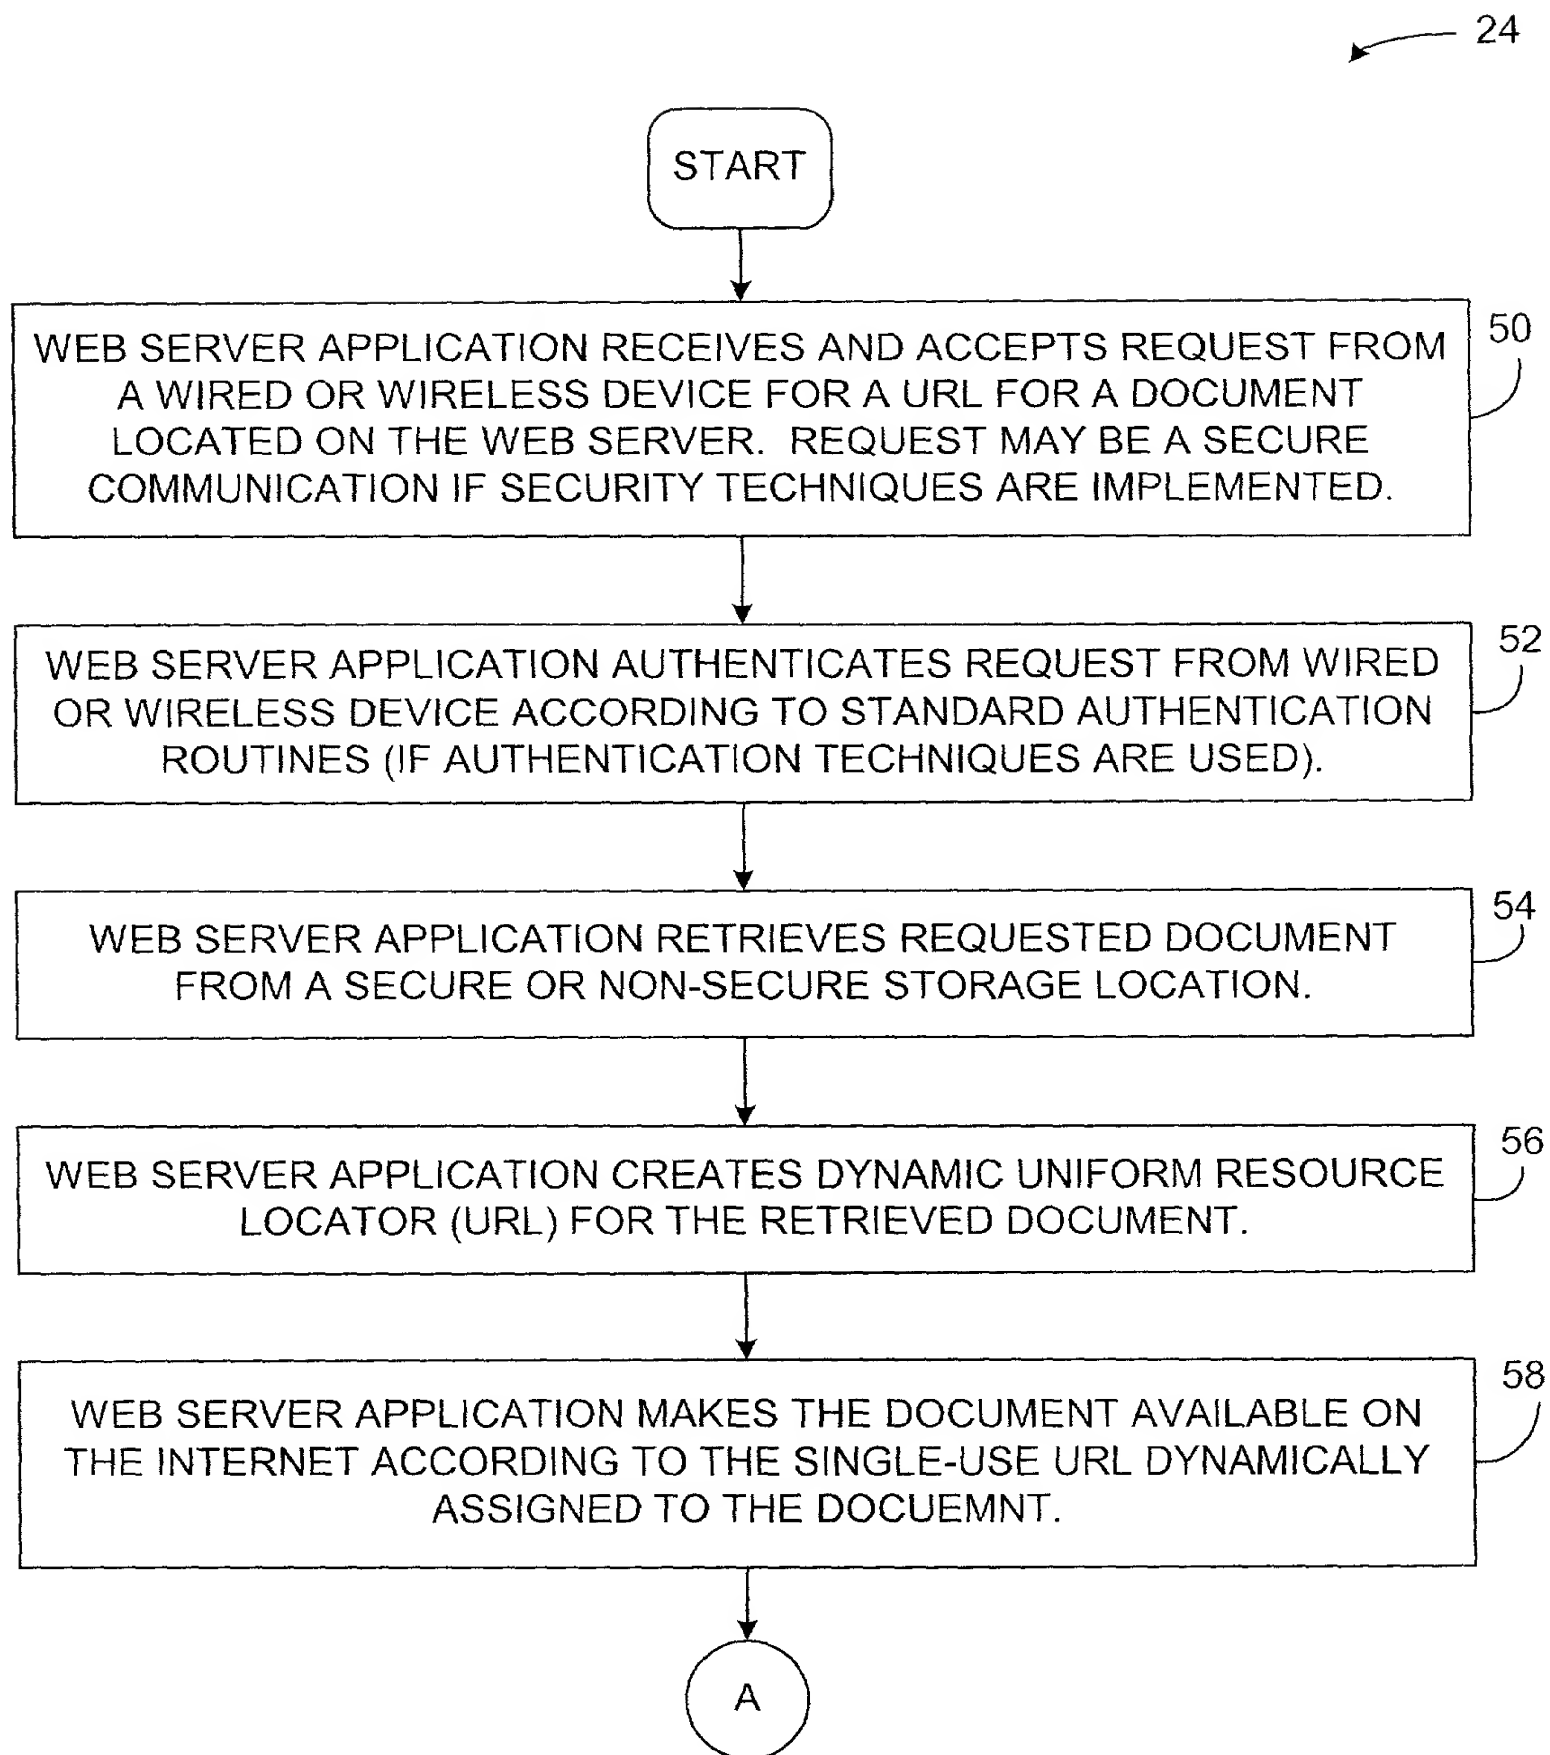 24
START
WEB SERVER APPLICATION RECEIVES AND ACCEPTS REQUEST FROM
A WIRED OR WIRELESS DEVICE FOR A URL FOR A DOCUMENT
LOCATED ON THE WEB SERVER. REQUEST MAY BE A SECURE
COMMUNICATION IF SECURITY TECHNIQUES ARE IMPLEMENTED.
50
WEB SERVER APPLICATION AUTHENTICATES REQUEST FROM WIRED
OR WIRELESS DEVICE ACCORDING TO STANDARD AUTHENTICATION
ROUTINES (IF AUTHENTICATION TECHNIQUES ARE USED).
52
WEB SERVER APPLICATION RETRIEVES REQUESTED DOCUMENT
FROM A SECURE OR NON-SECURE STORAGE LOCATION.
54
WEB SERVER APPLICATION CREATES DYNAMIC UNIFORM RESOURCE
LOCATOR (URL) FOR THE RETRIEVED DOCUMENT.
56
WEB SERVER APPLICATION MAKES THE DOCUMENT AVAILABLE ON
THE INTERNET ACCORDING TO THE SINGLE-USE URL DYNAMICALLY
ASSIGNED TO THE DOCUEMNT.
58
A